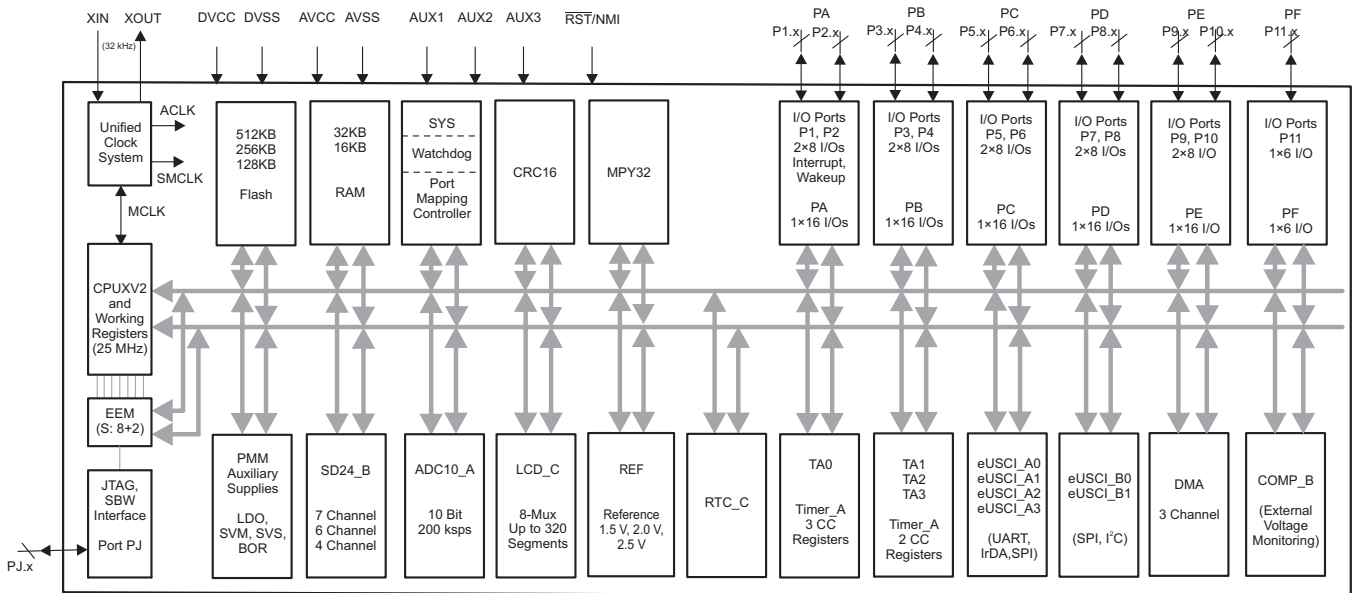 XIN XOUT DVCC DVSS AVCC AVSS AUX1 AUX2 AUX3 RST/NMI
(32 kHz)
PA PB PC PD PE PF
P1.x P2.x P3.x P4.x P5.x P6.x P7.x P8.x P9.x P10.x P11.x
Unified
Clock
System
ACLK
SMCLK
MCLK
512KB
256KB
128KB
Flash
32KB
16KB
RAM
SYS
Watchdog
Port
Mapping
Controller
CRC16
MPY32
I/O Ports
P1, P2
2×8 I/Os
Interrupt,
Wakeup
PA
1×16 I/Os
I/O Ports
P3, P4
2×8 I/Os
PB
1×16 I/Os
I/O Ports
P5, P6
2×8 I/Os
PC
1×16 I/Os
I/O Ports
P7, P8
2×8 I/Os
PD
1×16 I/Os
I/O Ports
P9, P10
2×8 I/O
PE
1×16 I/O
I/O Ports
P11
1×6 I/O
PF
1×6 I/O
CPUXV2
and
Working
Registers
(25 MHz)
EEM
(S: 8+2)
JTAG,
SBW
Interface
Port PJ
PJ.x
PMM
Auxiliary
Supplies
LDO,
SVM, SVS,
BOR
SD24_B
7 Channel
6 Channel
4 Channel
ADC10_A
10 Bit
200 ksps
LCD_C
8-Mux
Up to 320
Segments
REF
Reference
1.5 V, 2.0 V,
2.5 V
RTC_C
TA0
Timer_A
3 CC
Registers
TA1
TA2
TA3
Timer_A
2 CC
Registers
eUSCI_A0
eUSCI_A1
eUSCI_A2
eUSCI_A3
(UART,
IrDA,SPI)
eUSCI_B0
eUSCI_B1
(SPI, I²C)
DMA
3 Channel
COMP_B
(External
Voltage
Monitoring)